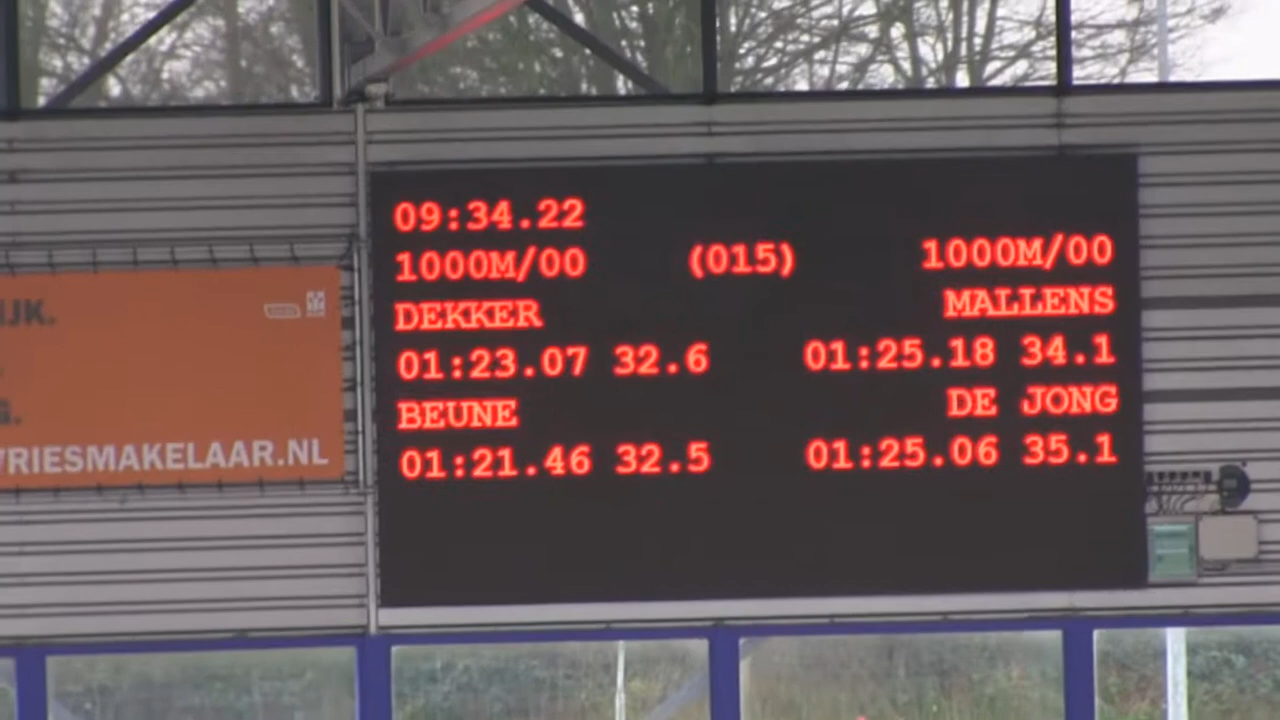 09:34.22
1000M/00 (015) 1000M/00
DEKKER MALLENS
01:23.07 32.6 01:25.18 34.1
BEUNE DE JONG
01:21.46 32.5 01:25.06 35.1
IJK.
G.
VRIESMAKELAAR.NL